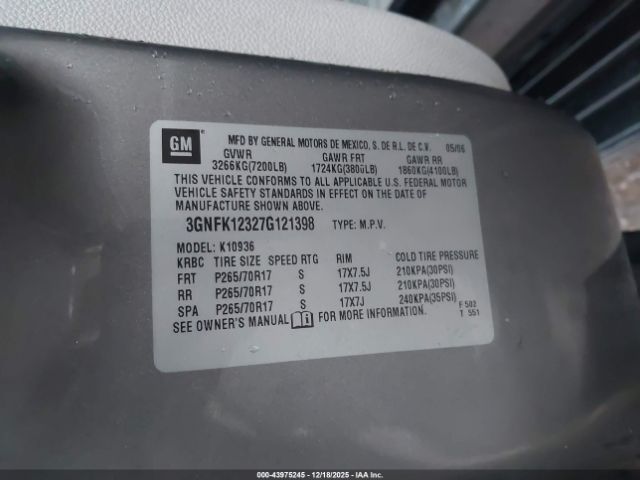 GM
MFD BY GENERAL MOTORS DE MEXICO, S. DE R.L. DE C.V. 05/06
GVWR GAWR FRT GAWR RR
3266KG(7200LB) 1724KG(3800LB) 1860KG(4100LB)
THIS VEHICLE CONFORMS TO ALL APPLICABLE U.S. FEDERAL MOTOR
VEHICLE SAFETY STANDARDS IN EFFECT ON THE DATE OF
MANUFACTURE SHOWN ABOVE.
3GNFK12327G121398 TYPE: M.P.V.
MODEL: K10936
KRBC TIRE SIZE SPEED RTG RIM COLD TIRE PRESSURE
FRT P265/70R17 S 17X7.5J 210KPA(30PSI)
RR P265/70R17 S 17X7.5J 210KPA(30PSI)
SPA P265/70R17 S 17X7J 240KPA(35PSI)
F 502
SEE OWNER'S MANUAL FOR MORE INFORMATION. T 551
000-43975245 - 12/18/2025 - IAAI.COM